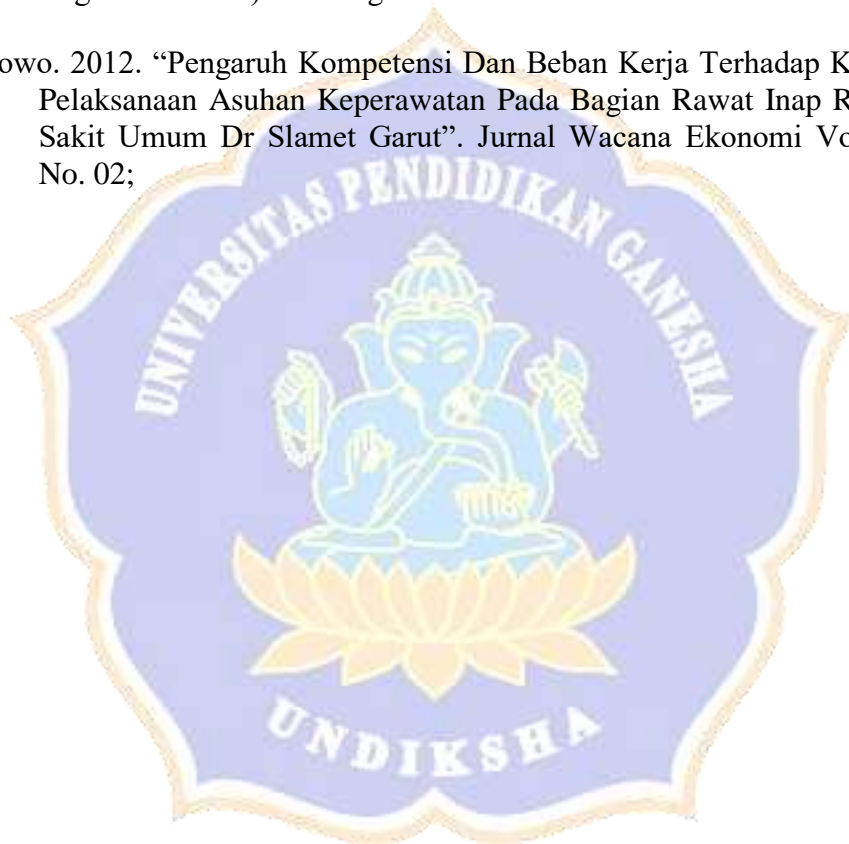 owo. 2012. “Pengaruh Kompetensi Dan Beban Kerja Terhadap K
Pelaksanaan Asuhan Keperawatan Pada Bagian Rawat Inap R
Sakit Umum Dr Slamet Garut”. Jurnal Wacana Ekonomi Vo
No. 02;
UNIVERSITAS PENDIDIKAN GANESHA
UNDIKSHA